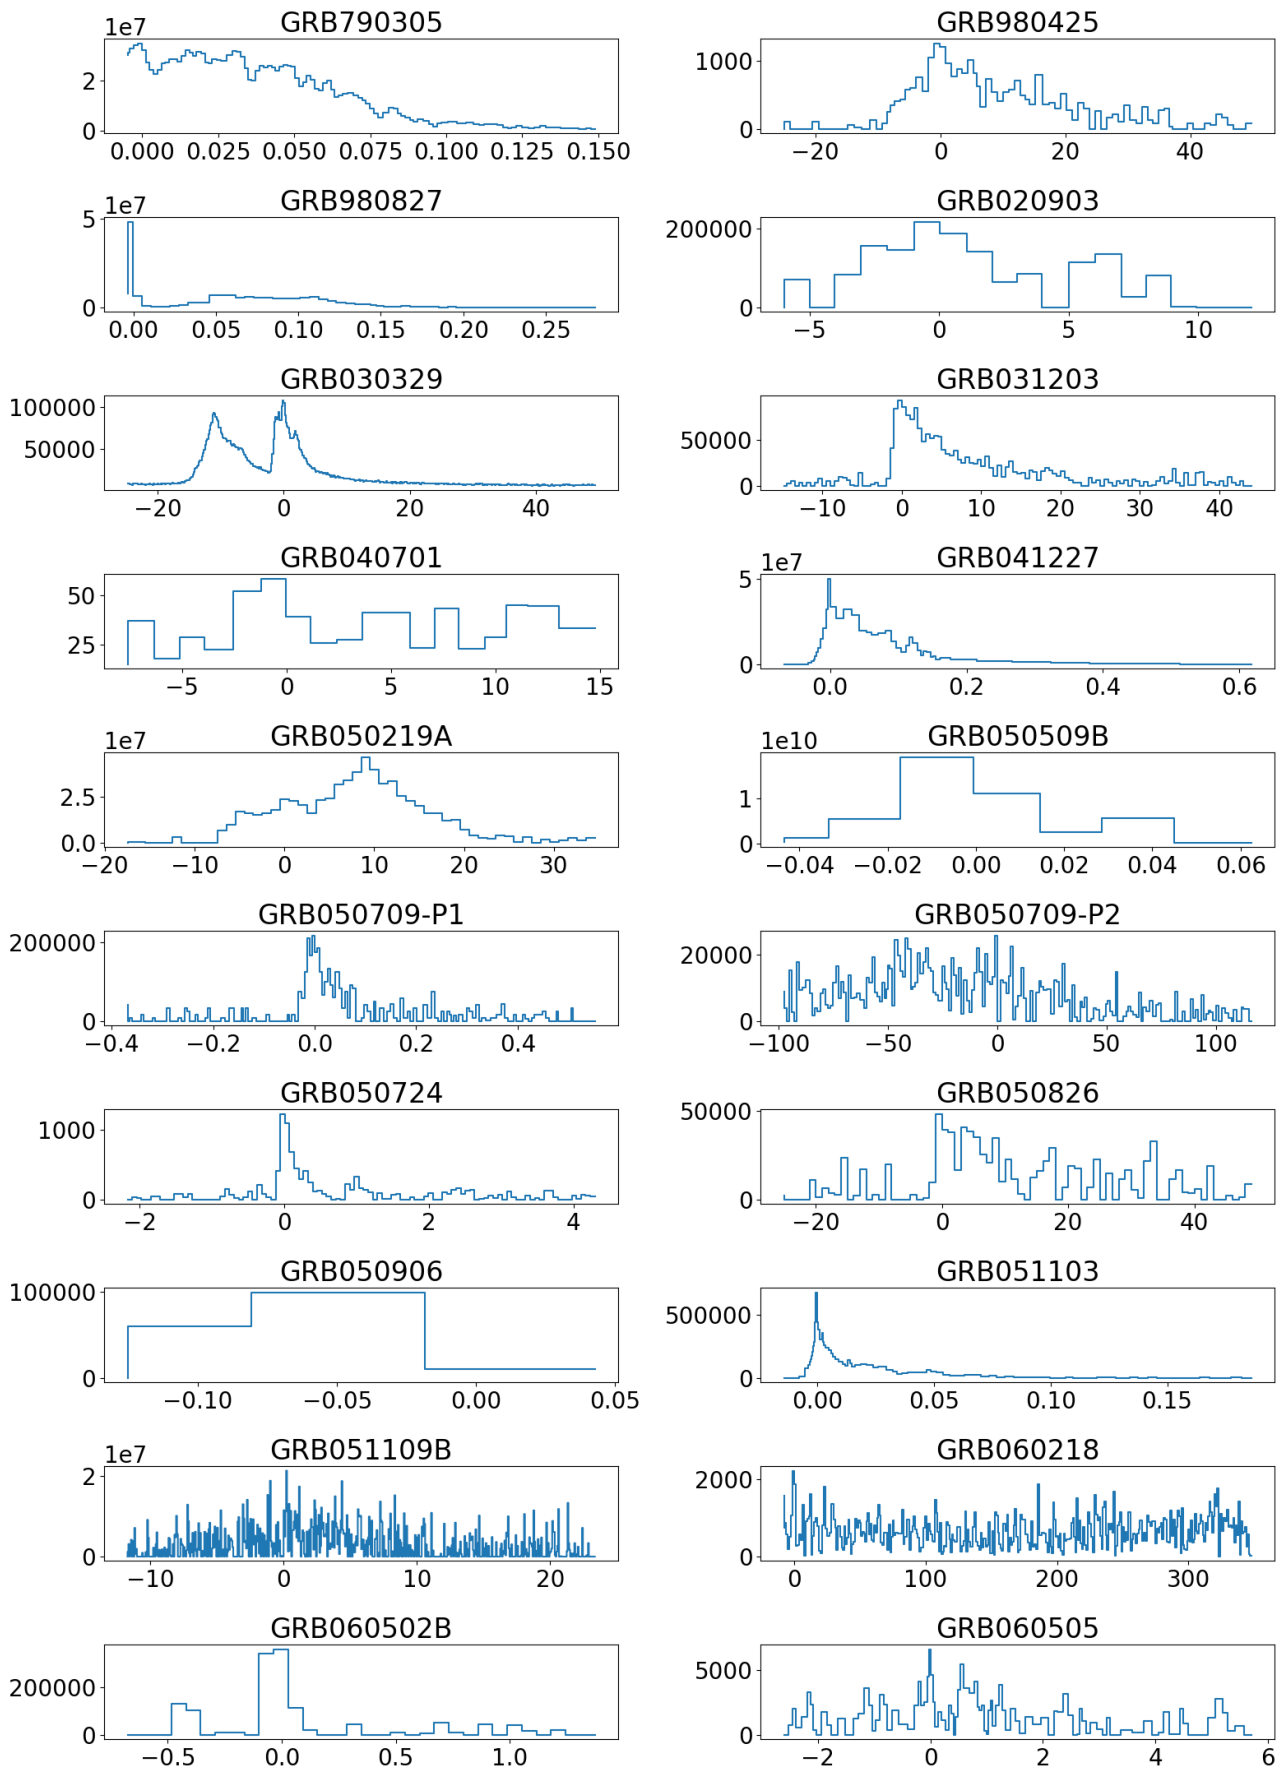 GRB790305
1e7
2
0
0.000 0.025 0.050 0.075 0.100 0.125 0.150
GRB980425
1000
0
−20 0 20 40
GRB980827
1e7
5
0
0.00 0.05 0.10 0.15 0.20 0.25
GRB020903
200000
0
−5 0 5 10
GRB030329
100000
50000
−20 0 20 40
GRB031203
50000
0
−10 0 10 20 30 40
GRB040701
50
25
−5 0 5 10 15
GRB041227
1e7
5
0
0.0 0.2 0.4 0.6
GRB050219A
1e7
2.5
0.0
−20 −10 0 10 20 30
GRB050509B
1e10
1
0
−0.04 −0.02 0.00 0.02 0.04 0.06
GRB050709-P1
200000
0
−0.4 −0.2 0.0 0.2 0.4
GRB050709-P2
20000
0
−100 −50 0 50 100
GRB050724
1000
0
−2 0 2 4
GRB050826
50000
0
−20 0 20 40
GRB050906
100000
0
−0.10 −0.05 0.00 0.05
GRB051103
500000
0
0.00 0.05 0.10 0.15
GRB051109B
1e7
2
0
−10 0 10 20
GRB060218
2000
0
0 100 200 300
GRB060502B
200000
0
−0.5 0.0 0.5 1.0
GRB060505
5000
0
−2 0 2 4 6